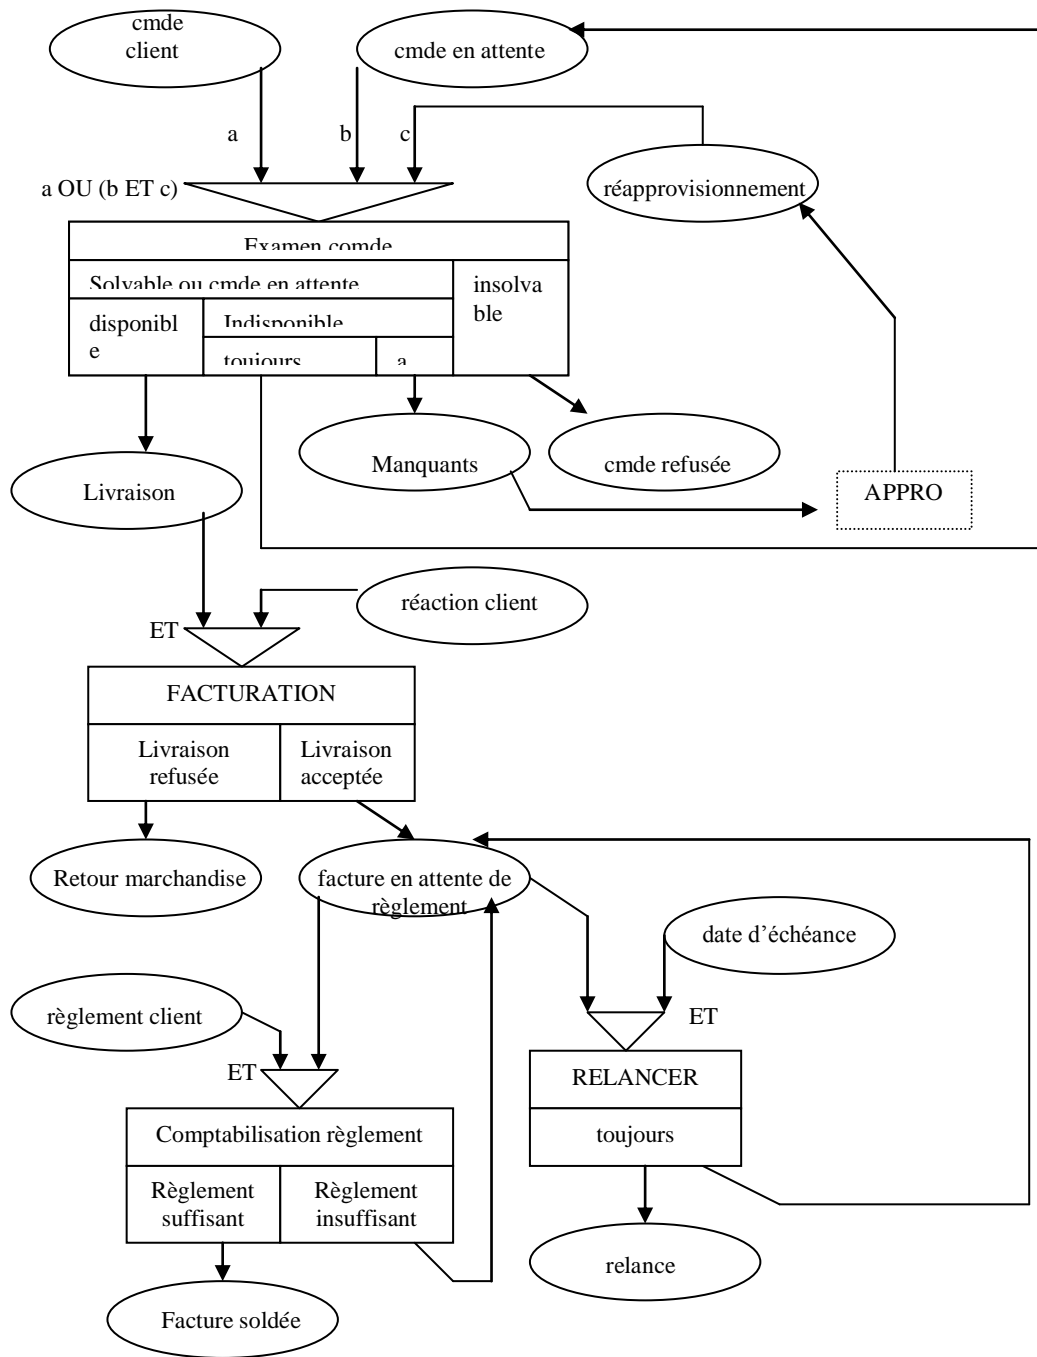 cmde
client
cmde en attente
a
b
c
a OU (b ET c)
réapprovisionnement
Examen comde
Solvable ou cmde en attente
insolva
ble
disponibl
e
Indisponible
toujours
a
Manquants
cmde refusée
APPRO
Livraison
réaction client
ET
FACTURATION
Livraison
refusée
Livraison
acceptée
Retour marchandise
facture en attente de
règlement
date d’échéance
règlement client
ET
ET
RELANCER
toujours
Comptabilisation règlement
Règlement
suffisant
Règlement
insuffisant
relance
Facture soldée